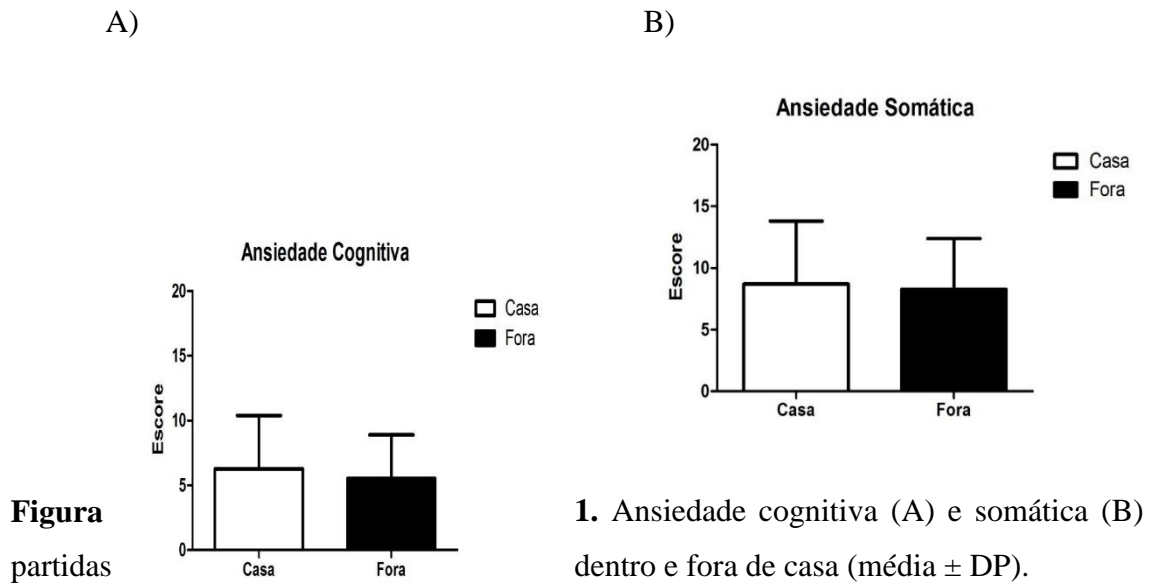 A)
B)
Ansiedade Cognitiva
20
15
10
5
0
Escore
Casa
Fora
Casa
Fora
Ansiedade Somática
20
15
10
5
0
Escore
Casa
Fora
Casa
Fora
Figura 1. Ansiedade cognitiva (A) e somática (B)
partidas dentro e fora de casa (média ± DP).